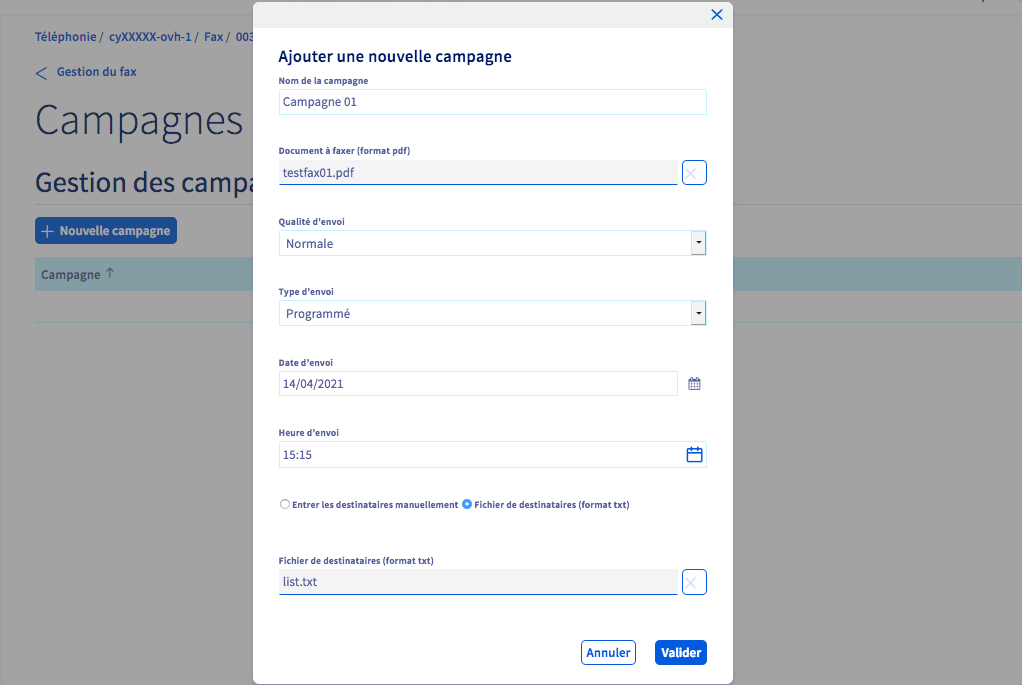 Téléphonie / cyXXXXX-ovh-1 / Fax / 003
Gestion du fax
Campagnes
Gestion des campa
Nouvelle campagne
Campagne ↑
Ajouter une nouvelle campagne
Nom de la campagne
Campagne 01
Document à faxer (format pdf)
testfax01.pdf
Qualité d'envoi
Normale
Type d'envoi
Programmé
Date d'envoi
14/04/2021
Heure d'envoi
15:15
Entrer les destinataires manuellement Fichier de destinataires (format txt)
Fichier de destinataires (format txt)
list.txt
Annuler Valider